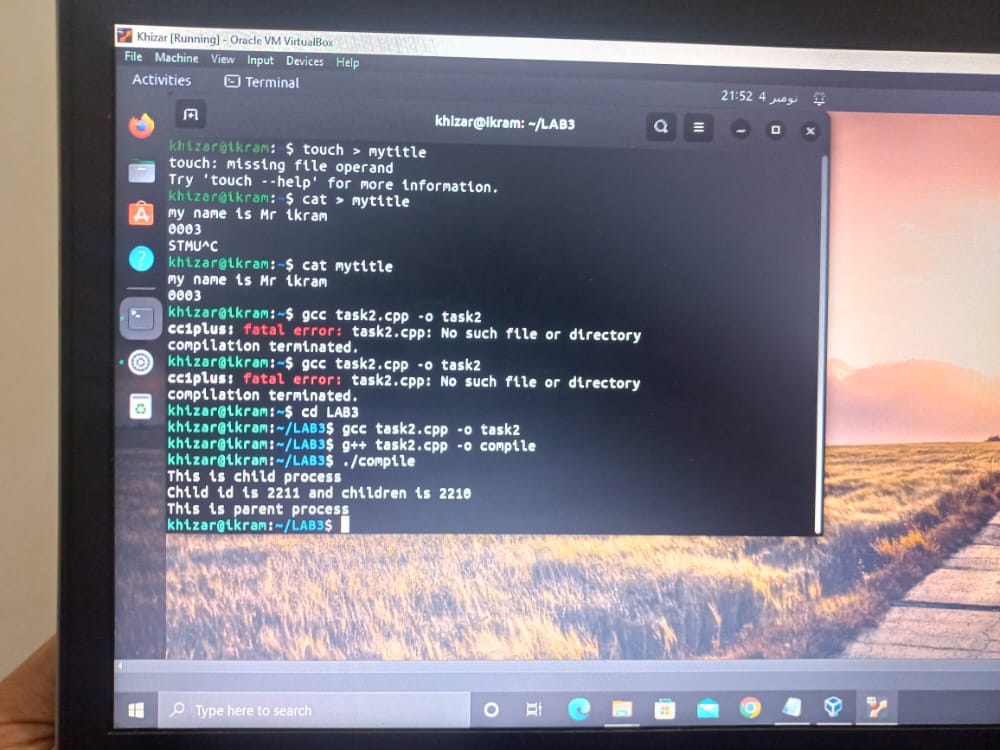 Khizar [Running] - Oracle VM VirtualBox
File Machine View Input Devices Help
Activities Terminal 21:52 4 نومبر
khizar@ikram: ~/LAB3
khizar@ikram:~$ touch > mytitle
touch: missing file operand
Try 'touch --help' for more information.
khizar@ikram:~$ cat > mytitle
my name is Mr ikram
0003
STMU^C
khizar@ikram:~$ cat mytitle
my name is Mr ikram
0003
khizar@ikram:~$ gcc task2.cpp -o task2
cc1plus: fatal error: task2.cpp: No such file or directory
compilation terminated.
khizar@ikram:~$ gcc task2.cpp -o task2
cc1plus: fatal error: task2.cpp: No such file or directory
compilation terminated.
khizar@ikram:~$ cd LAB3
khizar@ikram:~/LAB3$ gcc task2.cpp -o task2
khizar@ikram:~/LAB3$ g++ task2.cpp -o compile
khizar@ikram:~/LAB3$ ./compile
This is child process
Child id is 2211 and children is 2210
This is parent process
khizar@ikram:~/LAB3$
Type here to search